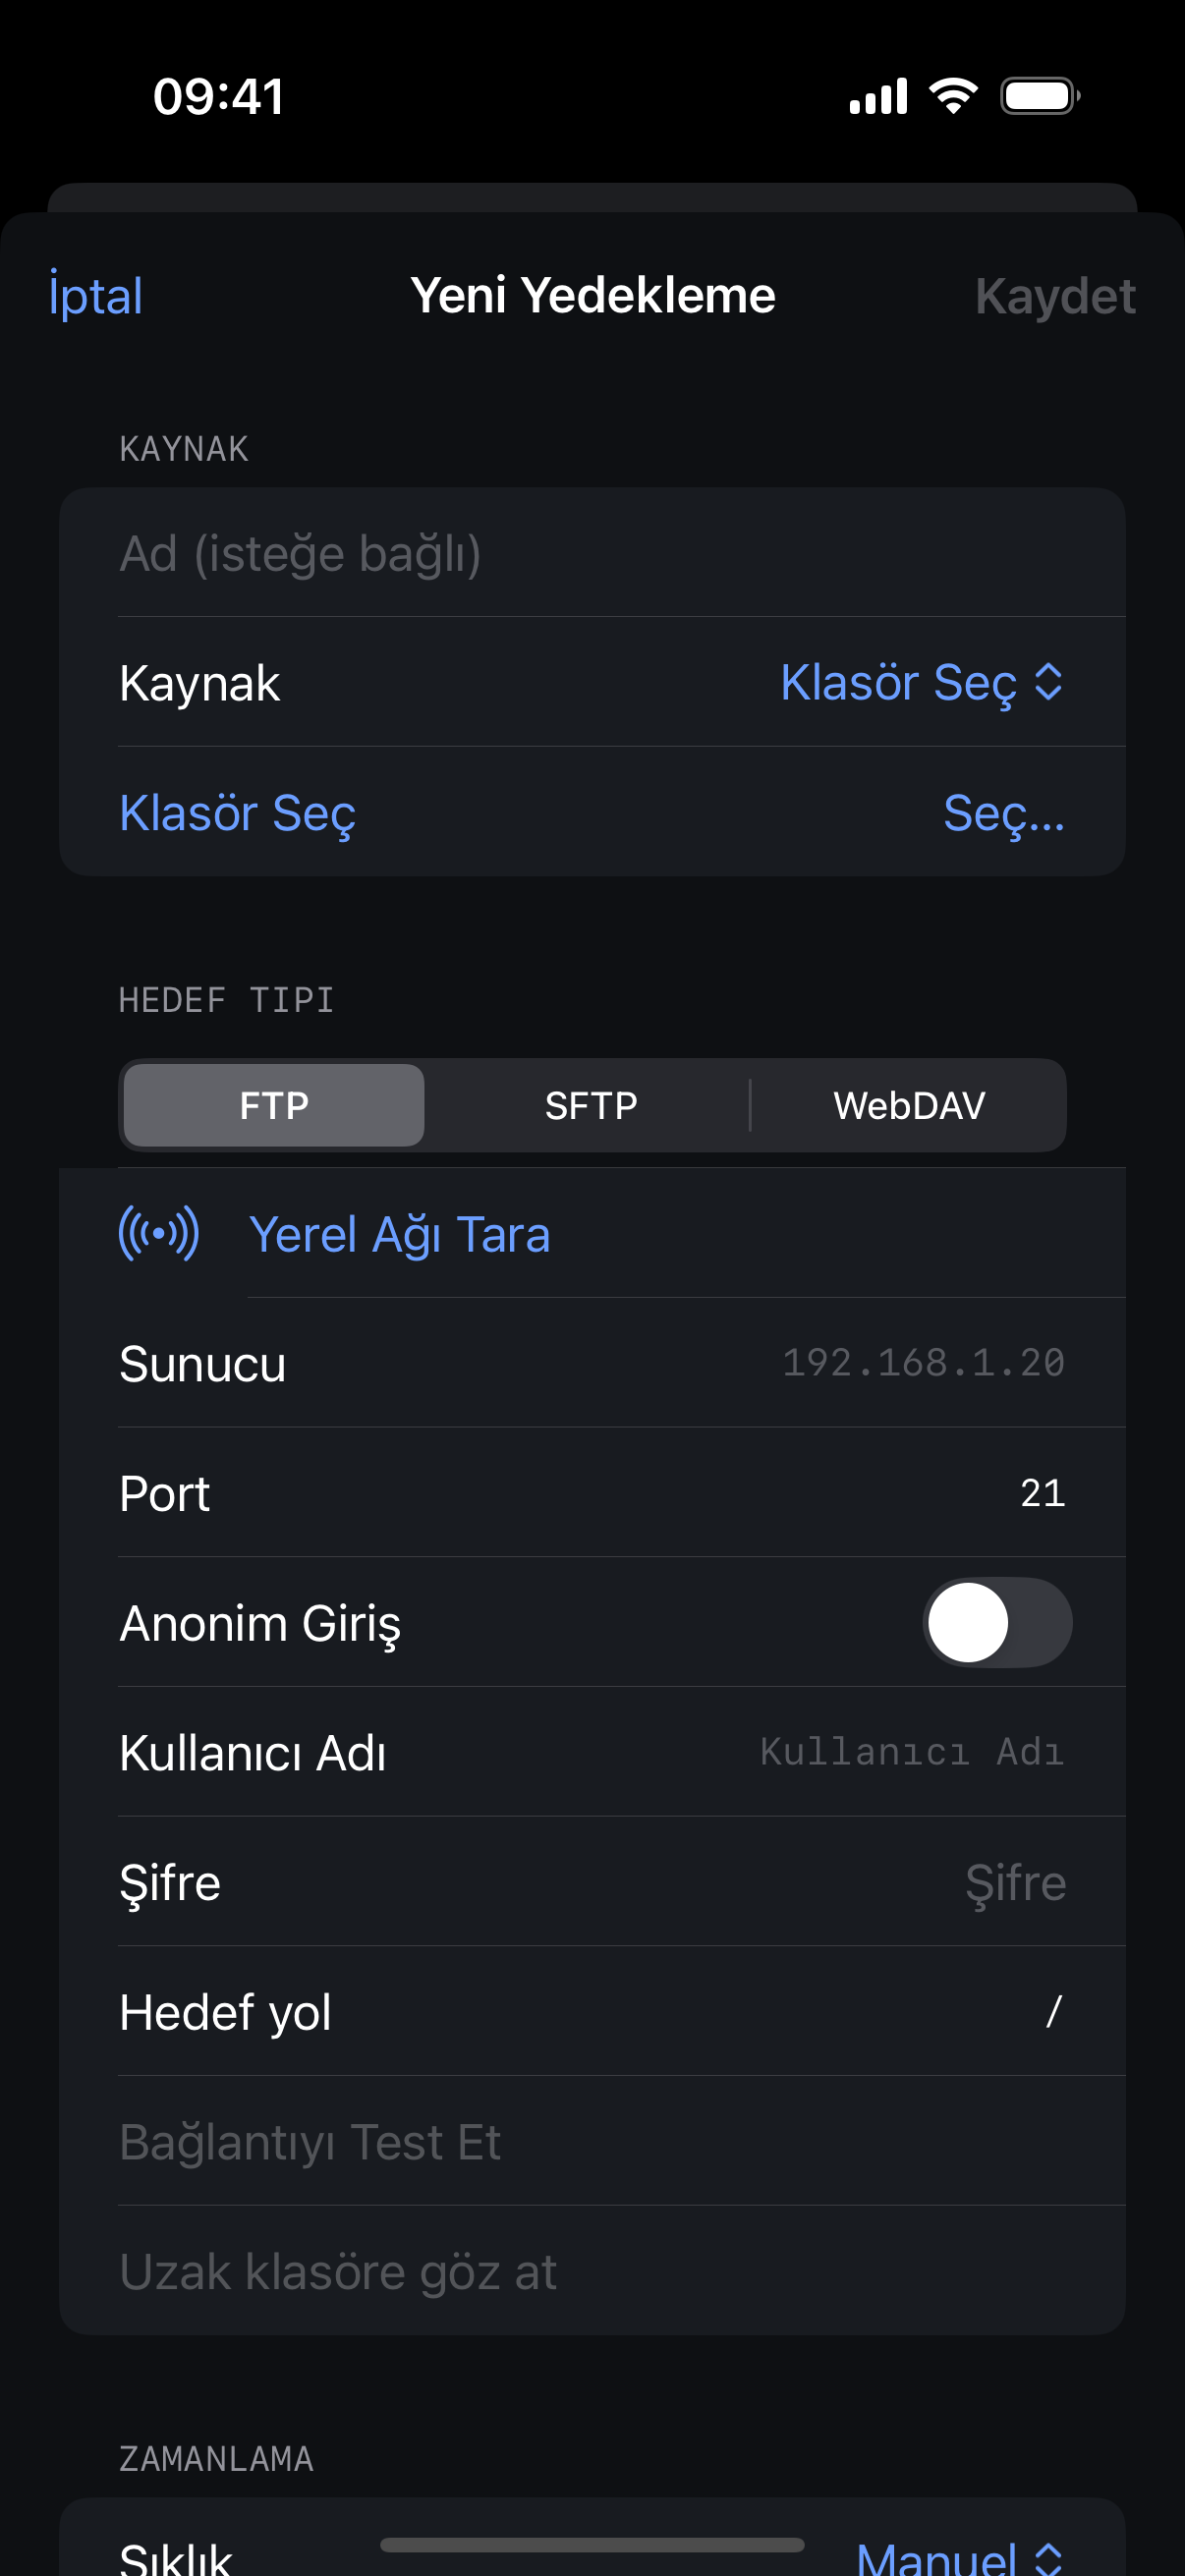 09:41
İptal
Yeni Yedekleme
Kaydet
KAYNAK
Ad (isteğe bağlı)
Kaynak
Klasör Seç
Klasör Seç
Seç...
HEDEF TIPI
FTP
SFTP
WebDAV
Yerel Ağı Tara
Sunucu
192.168.1.20
Port
21
Anonim Giriş
Kullanıcı Adı
Kullanıcı Adı
Şifre
Şifre
Hedef yol
/
Bağlantıyı Test Et
Uzak klasöre göz at
ZAMANLAMA
Sıklık
Manuel